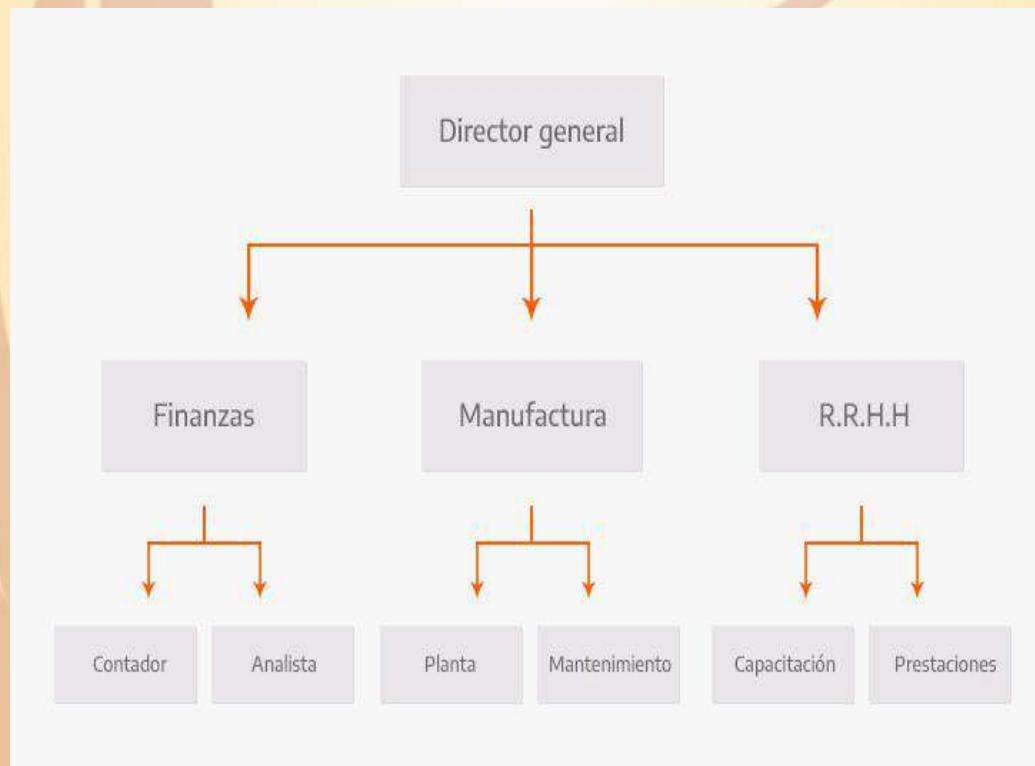 Director general
Finanzas
Manufactura
R.R.H.H
Contador
Analista
Planta
Mantenimiento
Capacitación
Prestaciones